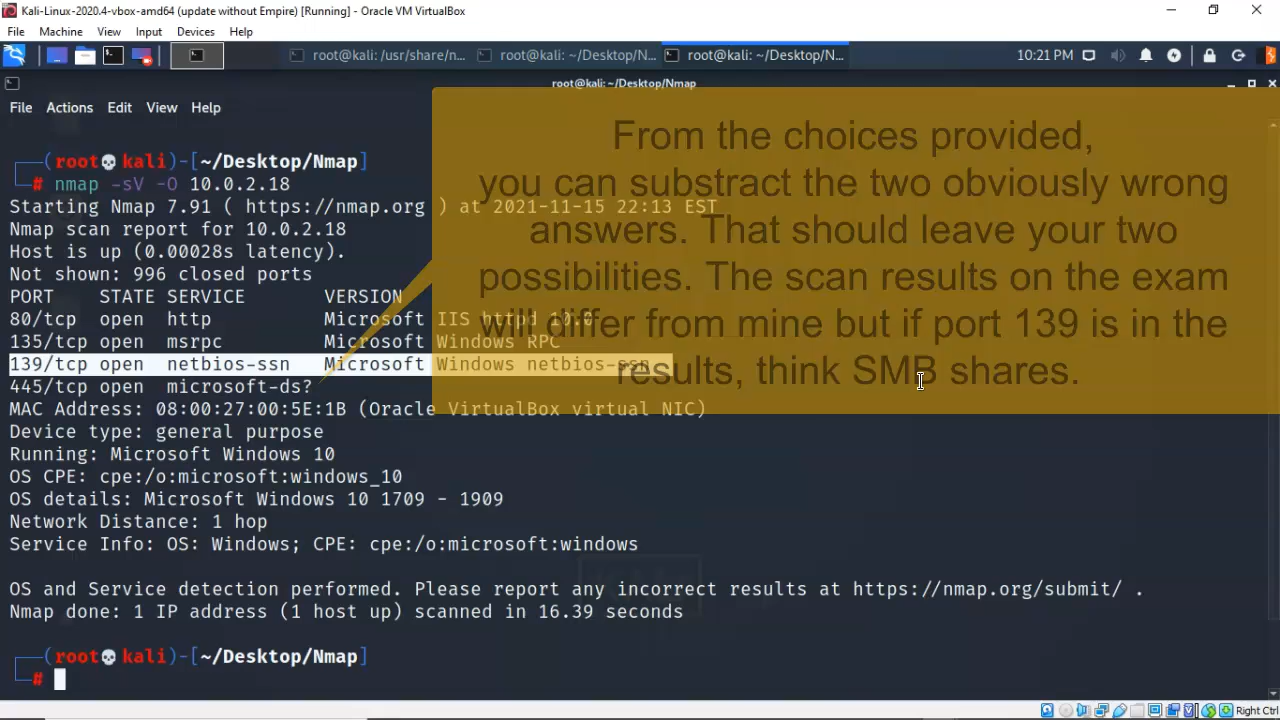 Kali-Linux-2020.4-vbox-amd64 (update without Empire) [Running] - Oracle VM VirtualBox
File Machine View Input Devices Help
root@kali: /usr/share/n... root@kali: ~/Desktop/N... root@kali: ~/Desktop/N... 10:21 PM
root@kali: ~/Desktop/Nmap
File Actions Edit View Help
(root💀kali)-[~/Desktop/Nmap]
# nmap -sV -O 10.0.2.18
Starting Nmap 7.91 ( https://nmap.org ) at 2021-11-15 22:13 EST
Nmap scan report for 10.0.2.18
Host is up (0.00028s latency).
Not shown: 996 closed ports
PORT STATE SERVICE VERSION
80/tcp open http Microsoft IIS httpd 10.0
135/tcp open msrpc Microsoft Windows RPC
139/tcp open netbios-ssn Microsoft Windows netbios-ssn
445/tcp open microsoft-ds?
MAC Address: 08:00:27:00:5E:1B (Oracle VirtualBox virtual NIC)
Device type: general purpose
Running: Microsoft Windows 10
OS CPE: cpe:/o:microsoft:windows_10
OS details: Microsoft Windows 10 1709 - 1909
Network Distance: 1 hop
Service Info: OS: Windows; CPE: cpe:/o:microsoft:windows
OS and Service detection performed. Please report any incorrect results at https://nmap.org/submit/ .
Nmap done: 1 IP address (1 host up) scanned in 16.39 seconds
(root💀kali)-[~/Desktop/Nmap]
#
From the choices provided,
you can substract the two obviously wrong
answers. That should leave your two
possibilities. The scan results on the exam
will differ from mine but if port 139 is in the
results, think SMB shares.
Right Ctrl